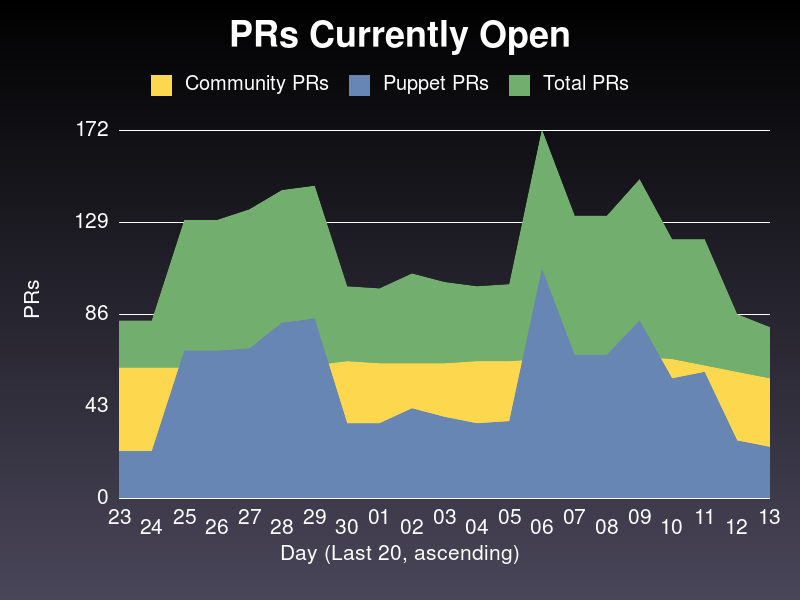 PRs Currently Open
Community PRs Puppet PRs Total PRs
172
129
86
43
0
PRs
23 24 25 26 27 28 29 30 01 02 03 04 05 06 07 08 09 10 11 12 13
Day (Last 20, ascending)